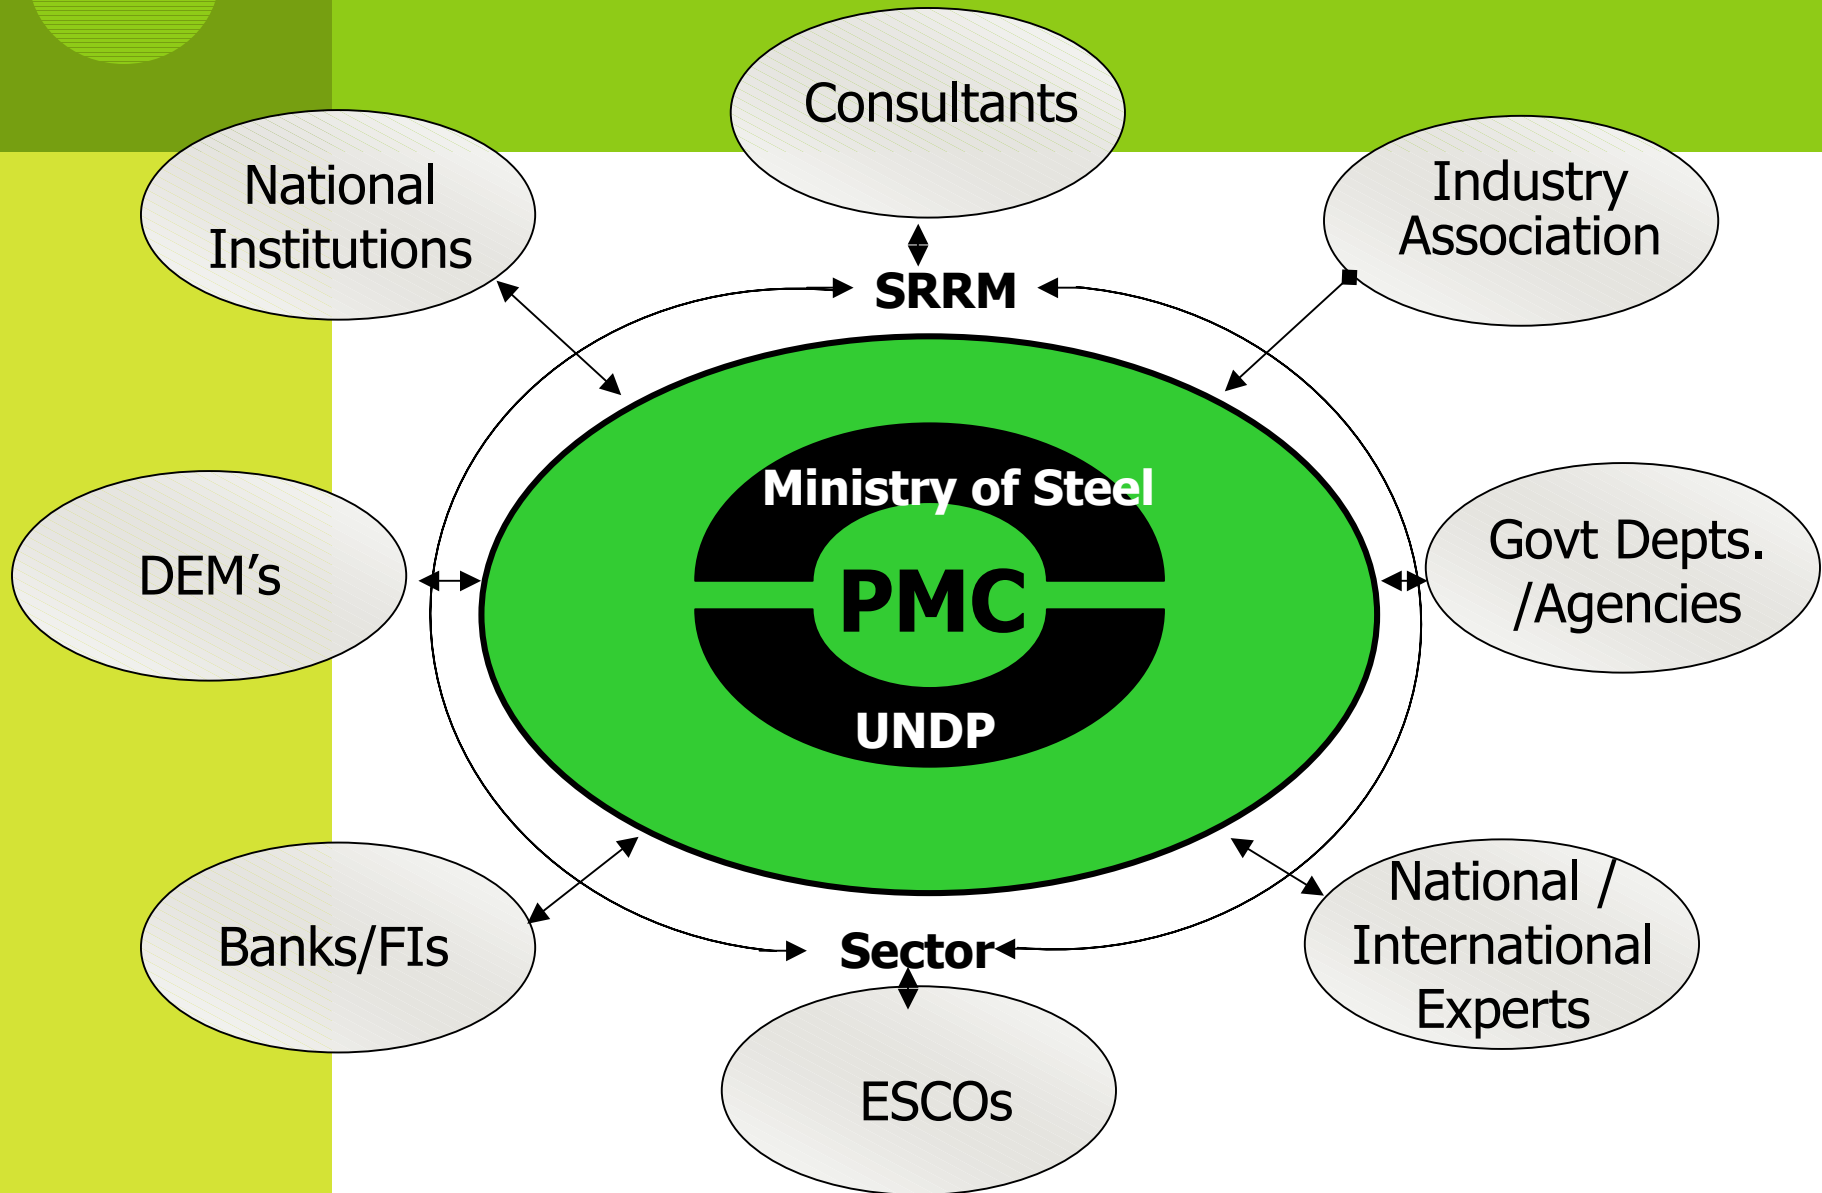 Consultants
National
Institutions
Industry
Association
SRRM
Ministry of Steel
DEM’s
PMC
Govt Depts.
/Agencies
UNDP
Banks/FIs
Sector
National /
International
Experts
ESCOs